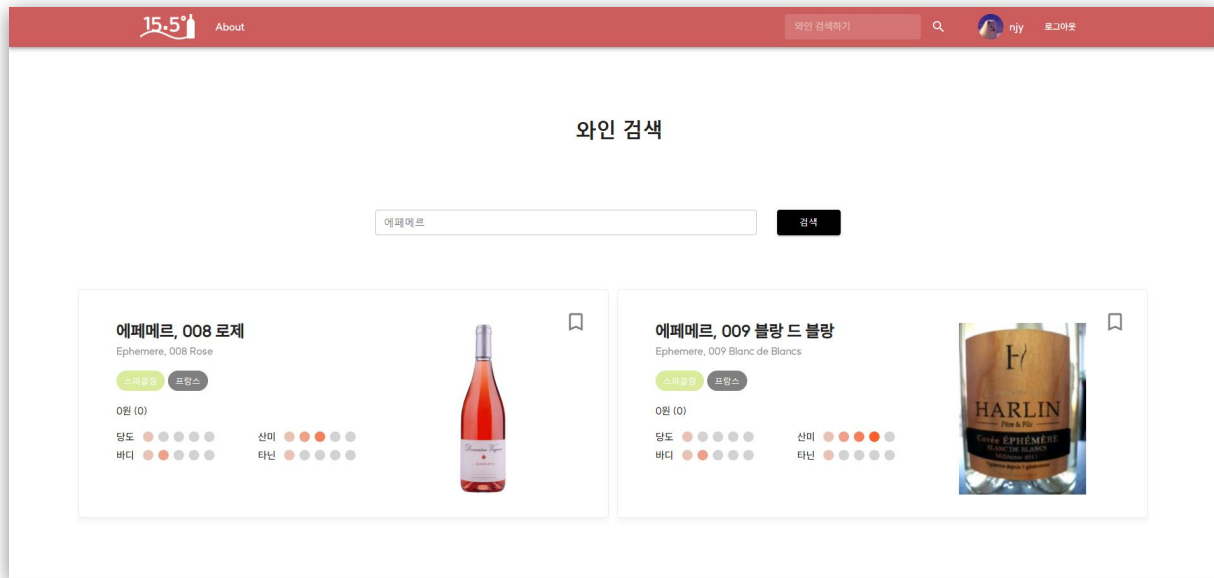 15.5°
About
와인 검색하기
njy
로그아웃
와인 검색
에페메르
검색
에페메르, 008 로제
Ephemere, 008 Rose
스파클링
프랑스
0원 (0)
당도
산미
바디
타닌
에페메르, 009 블랑 드 블랑
Ephemere, 009 Blanc de Blancs
스파클링
프랑스
0원 (0)
당도
산미
바디
타닌
H
HARLIN
Père & Fils
Cuvée ÉPHÉMÈRE
BLANC DE BLANCS